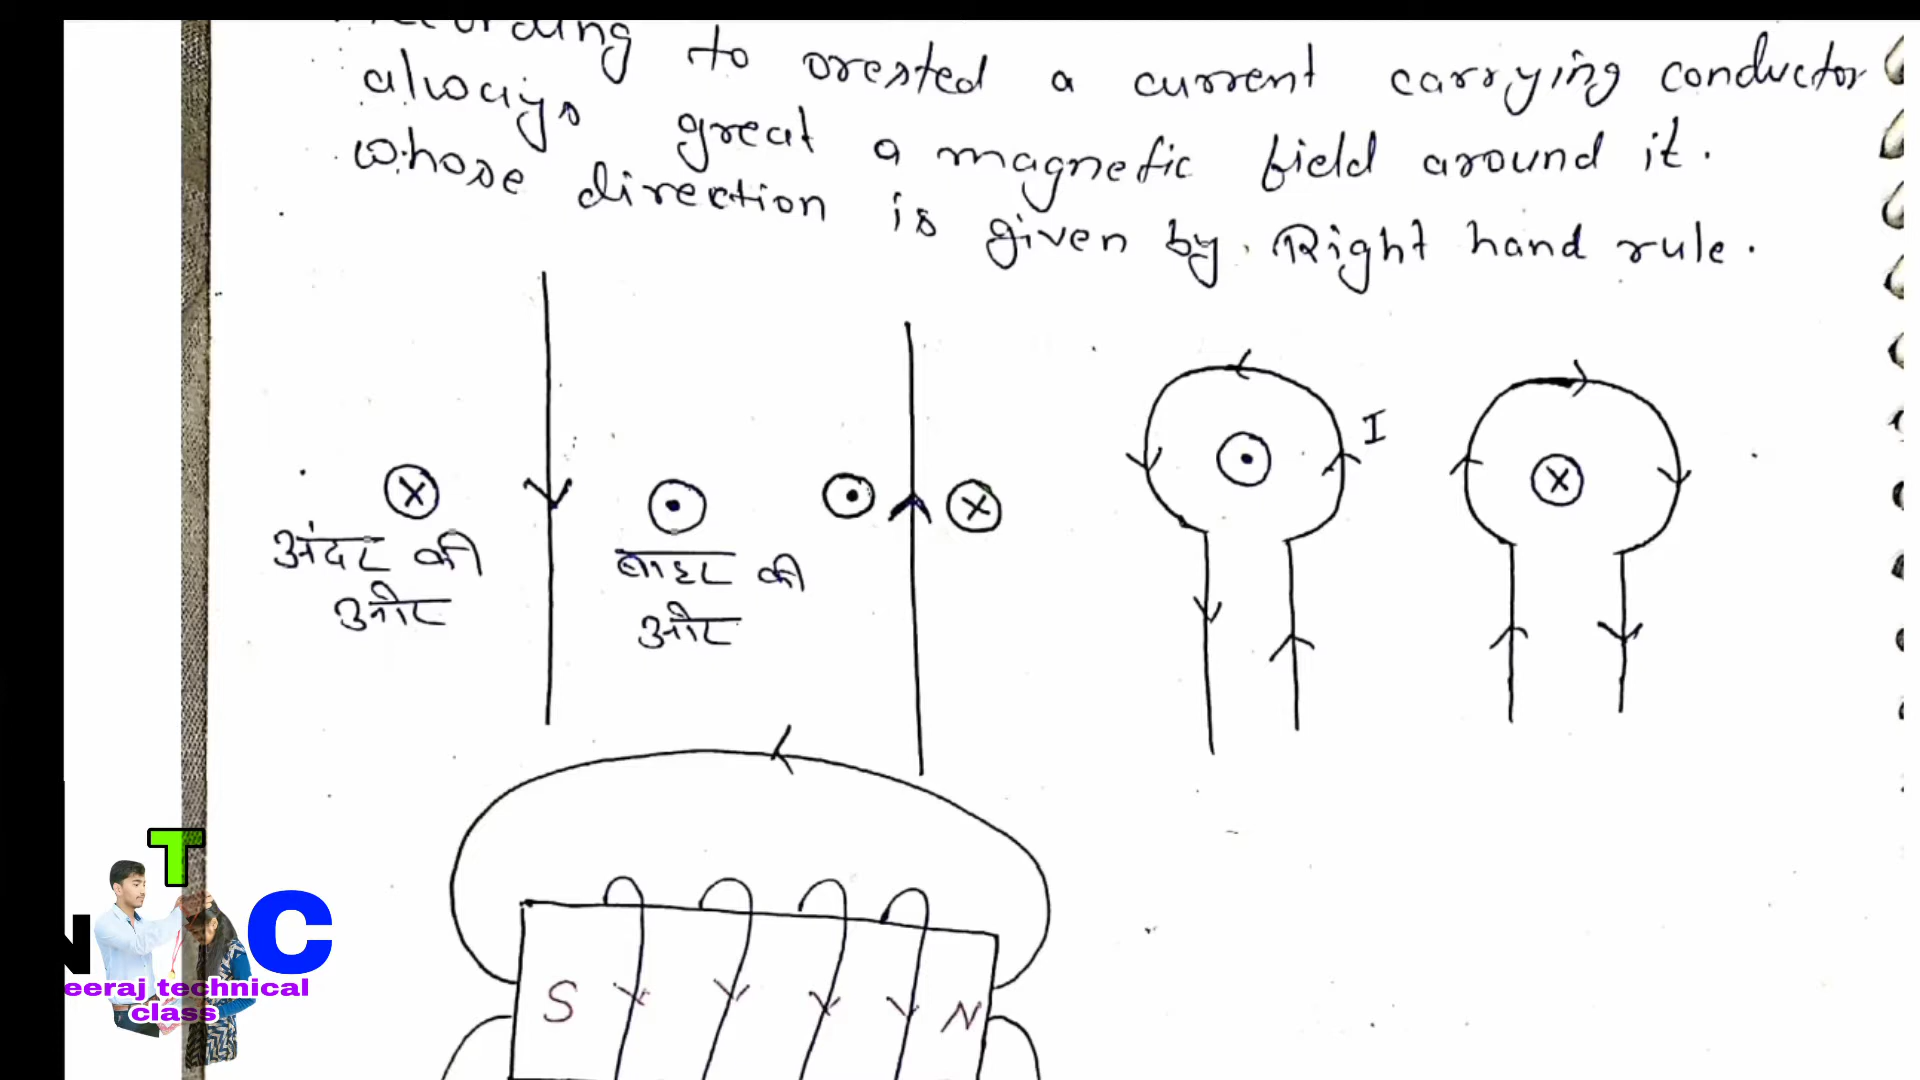 to orested a current carrying conductor
always great a magnetic field around it.
whose direction is given by Right hand rule.
I
अंदर की
ओर
बाहर की
ओर
S
N
T
N C
eeraj technical
class